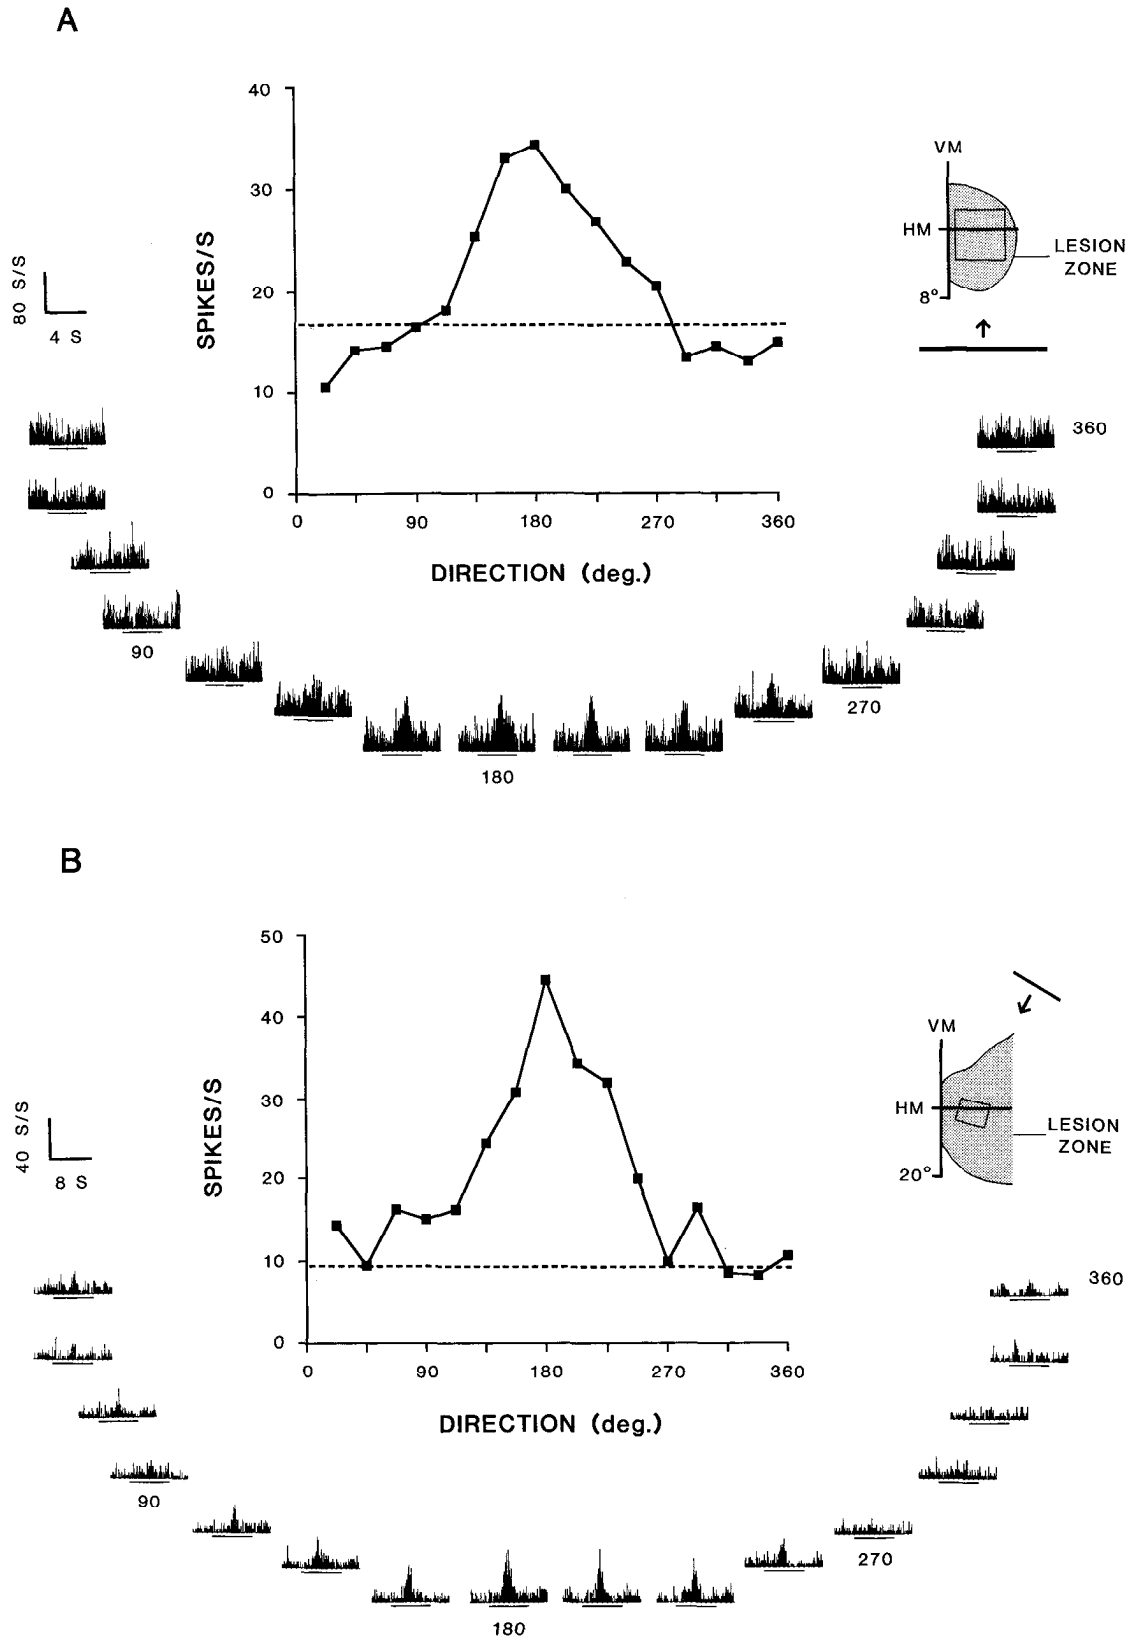 A
40
30
20
10
0
SPIKES/S
0 90 180 270 360
DIRECTION (deg.)
80 S/S
4 S
VM
HM
8°
LESION
ZONE
360
90
180
270
B
50
40
30
20
10
0
SPIKES/S
0 90 180 270 360
DIRECTION (deg.)
40 S/S
8 S
VM
HM
20°
LESION
ZONE
360
90
180
270